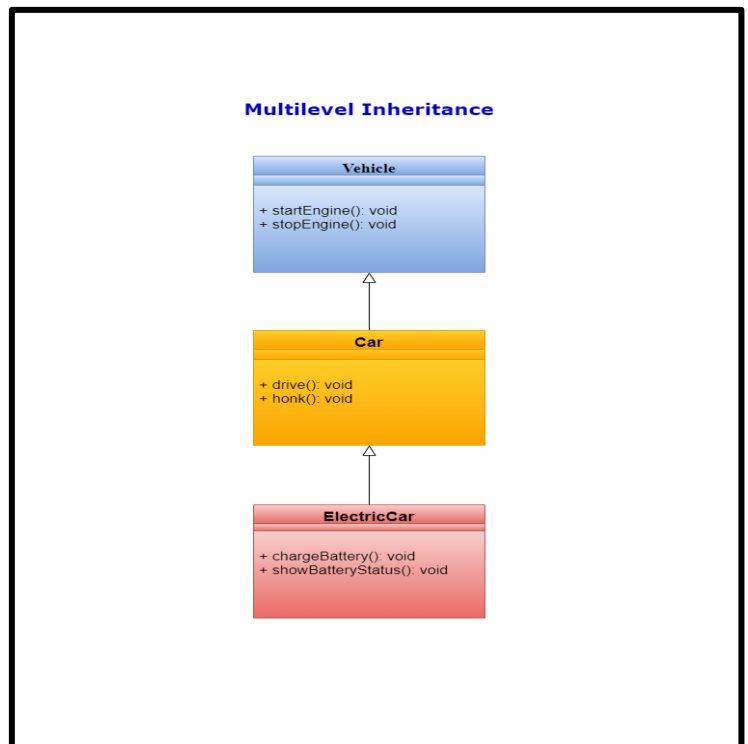 Multilevel Inheritance
Vehicle
+ startEngine(): void
+ stopEngine(): void
Car
+ drive(): void
+ honk(): void
ElectricCar
+ chargeBattery(): void
+ showBatteryStatus(): void